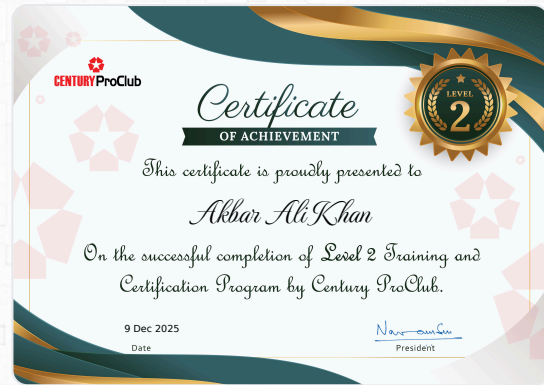 CENTURY ProClub
LEVEL
2
Certificate
OF ACHIEVEMENT
This certificate is proudly presented to
Akbar Ali Khan
On the successful completion of Level 2 Training and
Certification Program by Century ProClub.
9 Dec 2025
Date
President